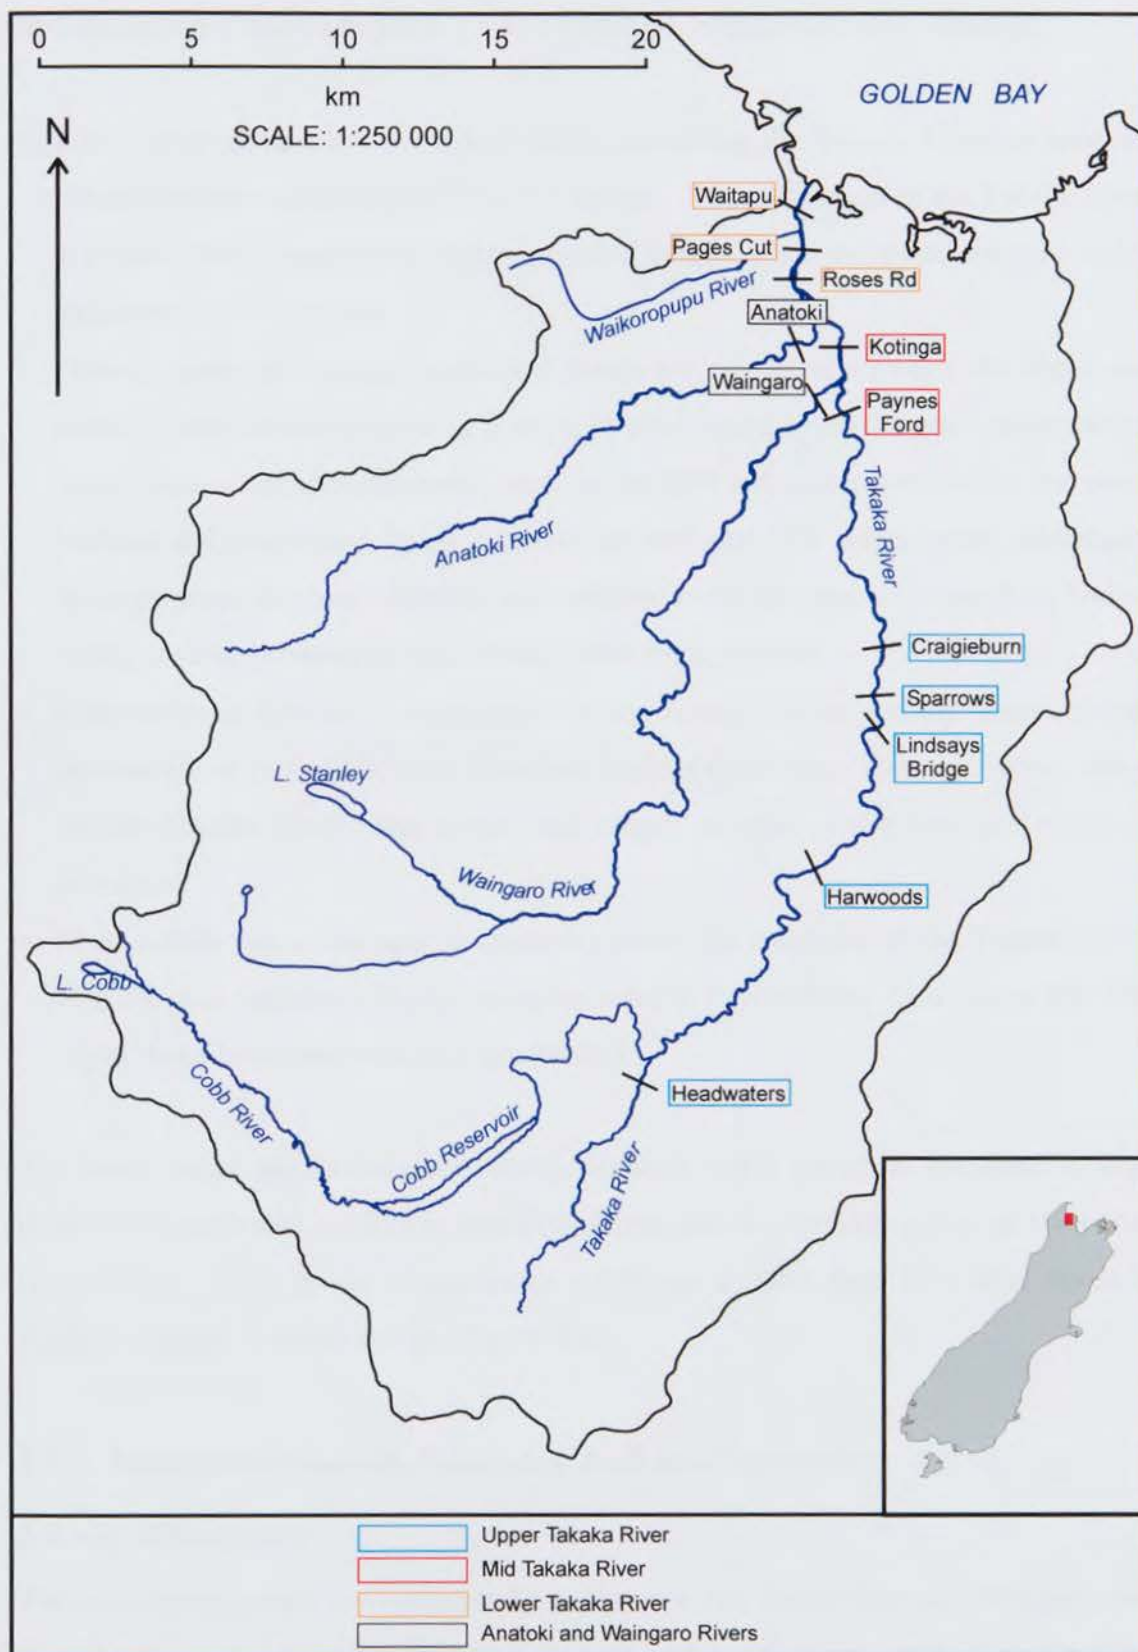 0 5 10 15 20
km
SCALE: 1:250 000
N
GOLDEN BAY
Waitapu
Pages Cut
Roses Rd
Waikoropupu River
Anatoki
Kotinga
Waingaro
Paynes
Ford
Takaka River
Anatoki River
Craigieburn
Sparrows
Lindsays
Bridge
L. Stanley
Waingaro River
Harwoods
L. Cobb
Cobb River
Headwaters
Cobb Reservoir
Takaka River
Upper Takaka River
Mid Takaka River
Lower Takaka River
Anatoki and Waingaro Rivers